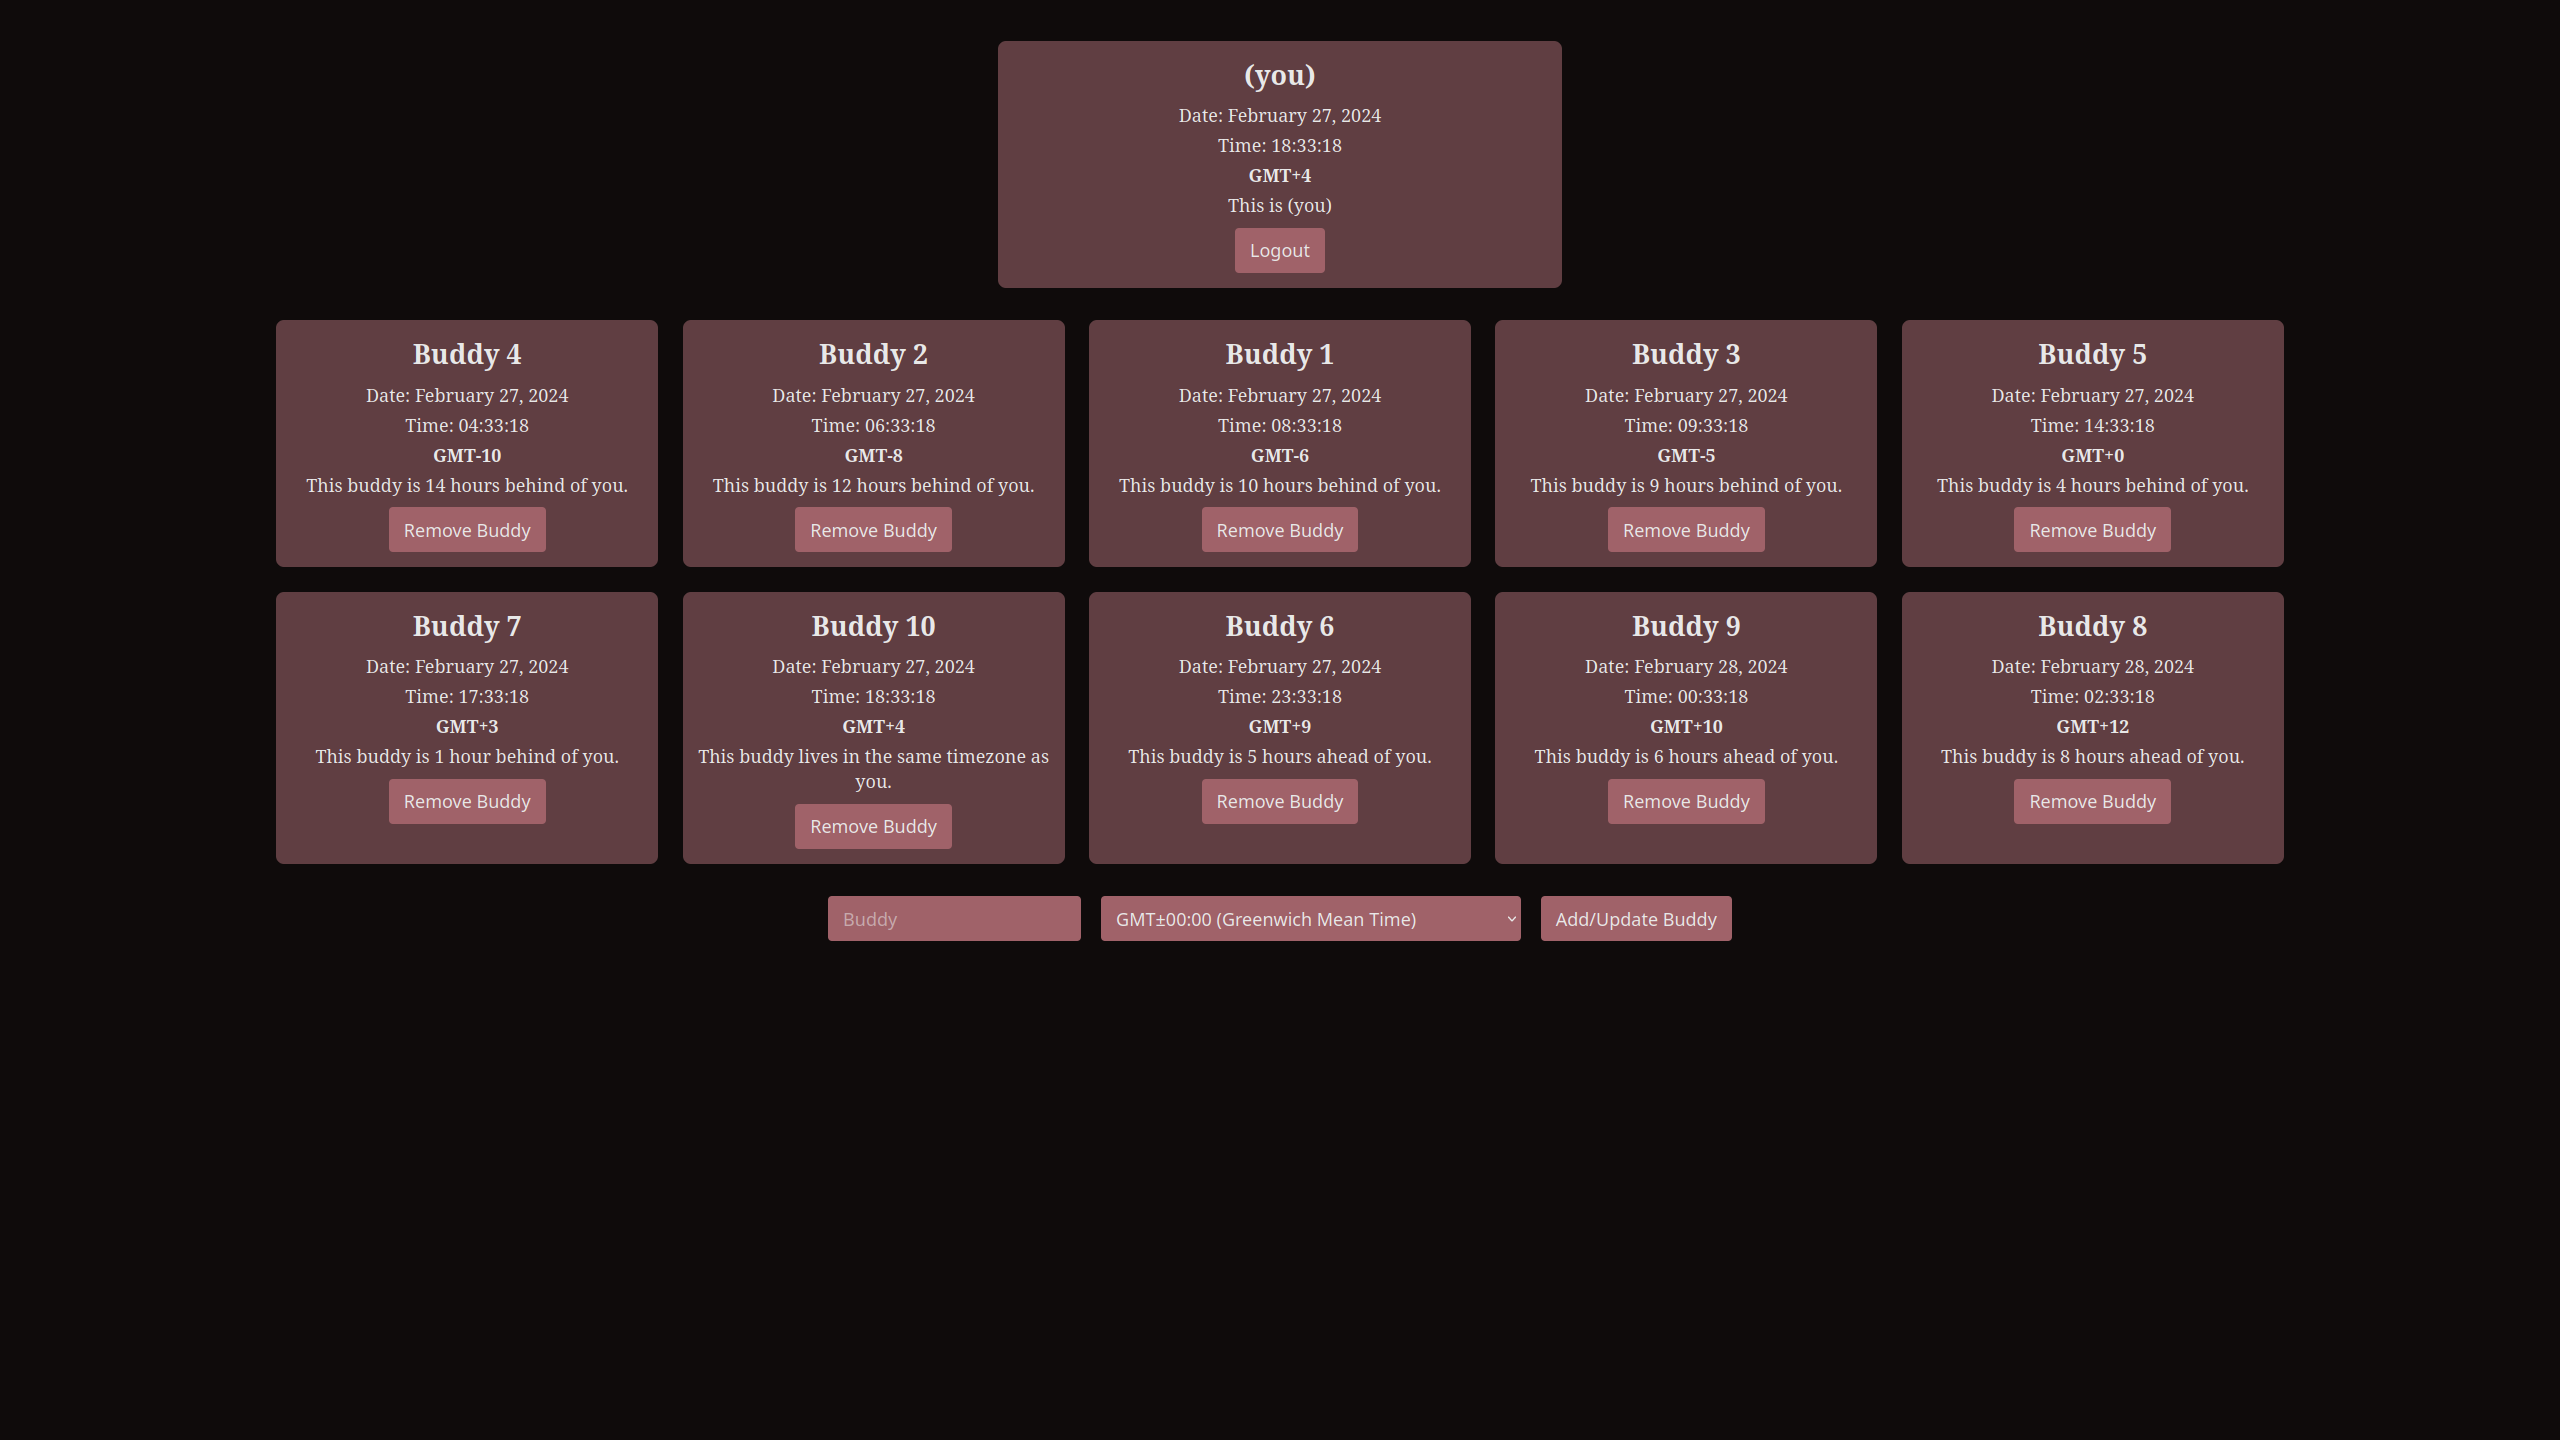 (you)
Date: February 27, 2024
Time: 18:33:18
GMT+4
This is (you)
Logout
Buddy 4
Date: February 27, 2024
Time: 04:33:18
GMT-10
This buddy is 14 hours behind of you.
Remove Buddy
Buddy 2
Date: February 27, 2024
Time: 06:33:18
GMT-8
This buddy is 12 hours behind of you.
Remove Buddy
Buddy 1
Date: February 27, 2024
Time: 08:33:18
GMT-6
This buddy is 10 hours behind of you.
Remove Buddy
Buddy 3
Date: February 27, 2024
Time: 09:33:18
GMT-5
This buddy is 9 hours behind of you.
Remove Buddy
Buddy 5
Date: February 27, 2024
Time: 14:33:18
GMT+0
This buddy is 4 hours behind of you.
Remove Buddy
Buddy 7
Date: February 27, 2024
Time: 17:33:18
GMT+3
This buddy is 1 hour behind of you.
Remove Buddy
Buddy 10
Date: February 27, 2024
Time: 18:33:18
GMT+4
This buddy lives in the same timezone as
you.
Remove Buddy
Buddy 6
Date: February 27, 2024
Time: 23:33:18
GMT+9
This buddy is 5 hours ahead of you.
Remove Buddy
Buddy 9
Date: February 28, 2024
Time: 00:33:18
GMT+10
This buddy is 6 hours ahead of you.
Remove Buddy
Buddy 8
Date: February 28, 2024
Time: 02:33:18
GMT+12
This buddy is 8 hours ahead of you.
Remove Buddy
Buddy
GMT±00:00 (Greenwich Mean Time)
Add/Update Buddy